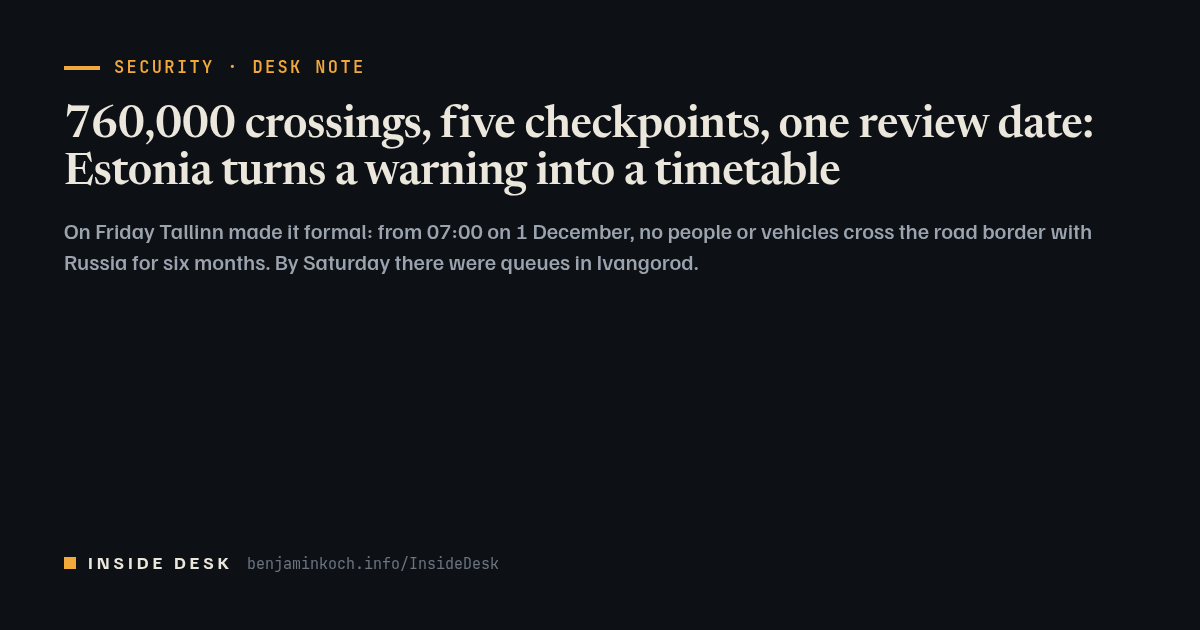 SECURITY · DESK NOTE
760,000 crossings, five checkpoints, one review date:
Estonia turns a warning into a timetable
On Friday Tallinn made it formal: from 07:00 on 1 December, no people or vehicles cross the road border with
Russia for six months. By Saturday there were queues in Ivangorod.
INSIDE DESK benjaminkoch.info/InsideDesk